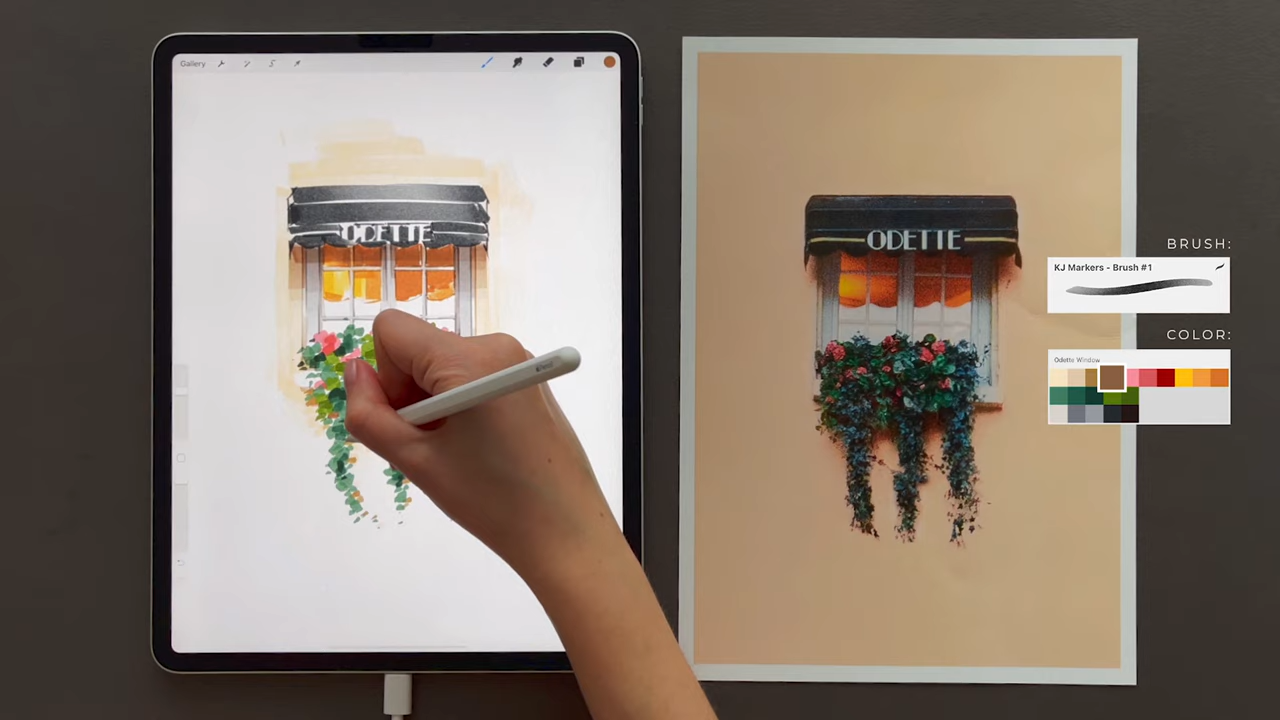 Gallery
ODETTE
ODETTE
BRUSH:
KJ Markers - Brush #1
COLOR:
Odette Window